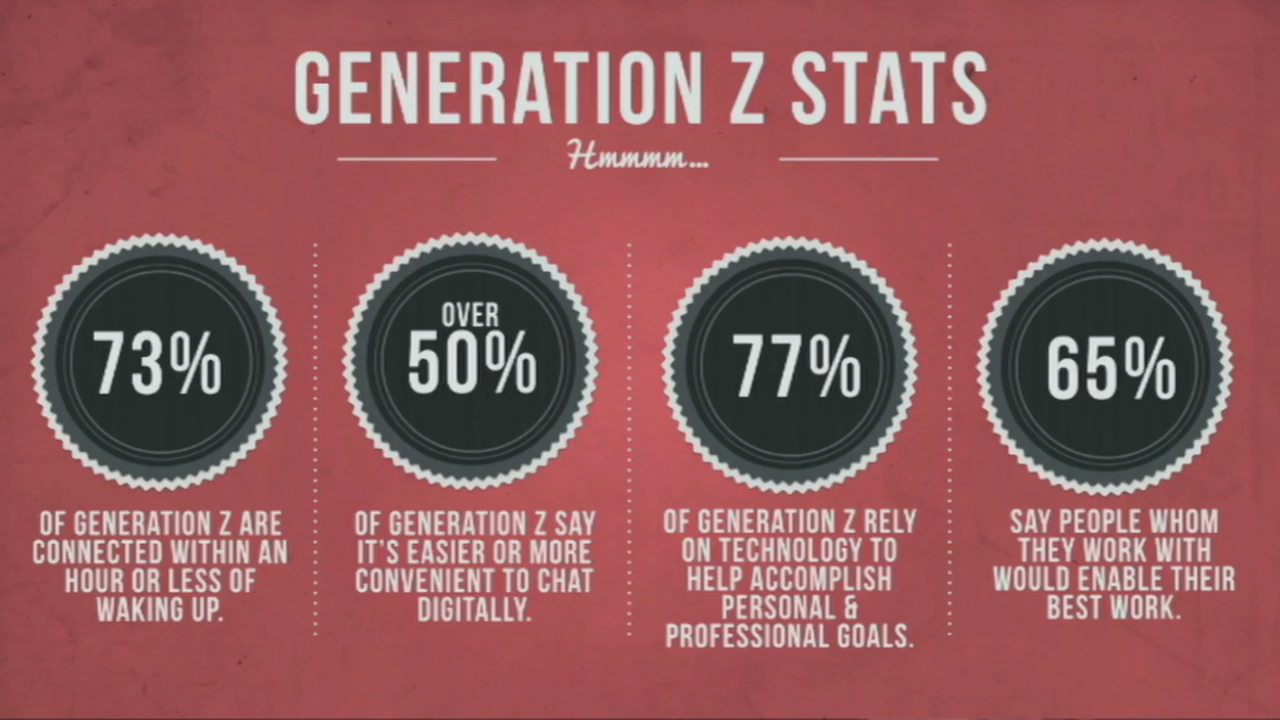 GENERATION Z STATS
Hmmmm...
73%
OF GENERATION Z ARE
CONNECTED WITHIN AN
HOUR OR LESS OF
WAKING UP.
OVER
50%
OF GENERATION Z SAY
IT'S EASIER OR MORE
CONVENIENT TO CHAT
DIGITALLY.
77%
OF GENERATION Z RELY
ON TECHNOLOGY TO
HELP ACCOMPLISH
PERSONAL &
PROFESSIONAL GOALS.
65%
SAY PEOPLE WHOM
THEY WORK WITH
WOULD ENABLE THEIR
BEST WORK.